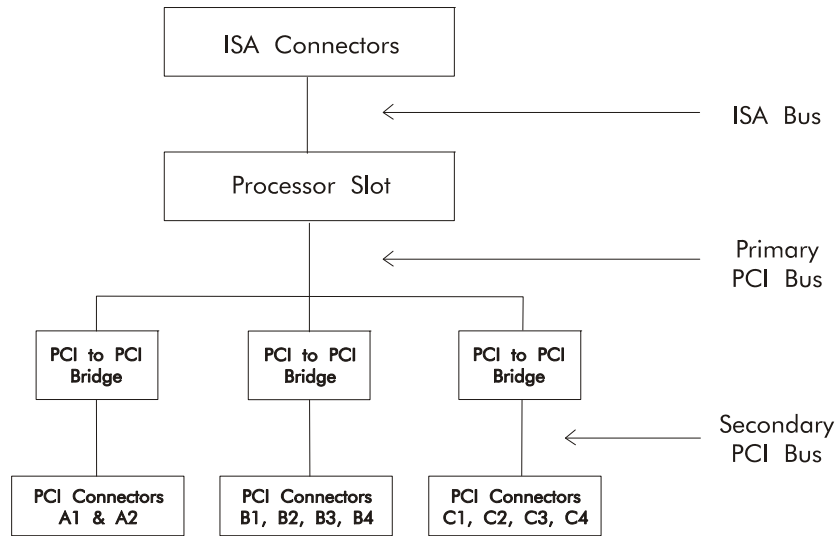 ISA Connectors
ISA Bus
Processor Slot
Primary
PCI Bus
PCI to PCI
Bridge
PCI to PCI
Bridge
PCI to PCI
Bridge
Secondary
PCI Bus
PCI Connectors
A1 & A2
PCI Connectors
B1, B2, B3, B4
PCI Connectors
C1, C2, C3, C4